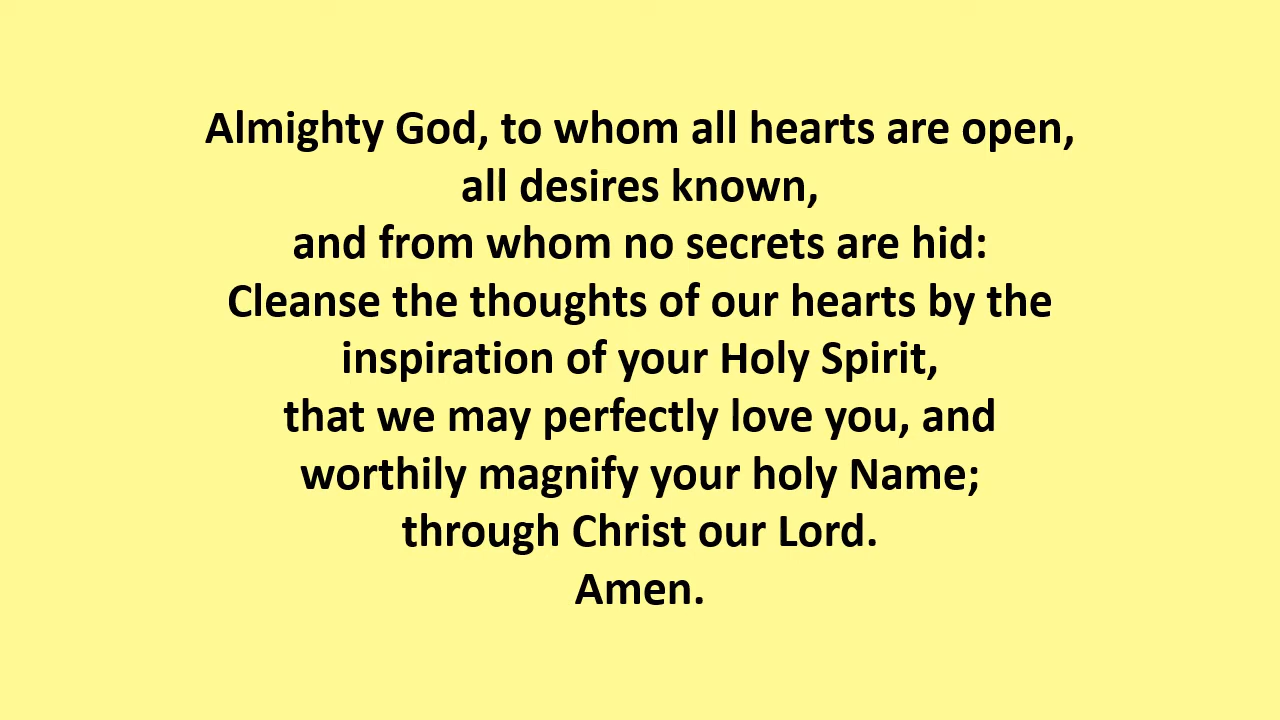 Almighty God, to whom all hearts are open,
all desires known,
and from whom no secrets are hid:
Cleanse the thoughts of our hearts by the
inspiration of your Holy Spirit,
that we may perfectly love you, and
worthily magnify your holy Name;
through Christ our Lord.
Amen.